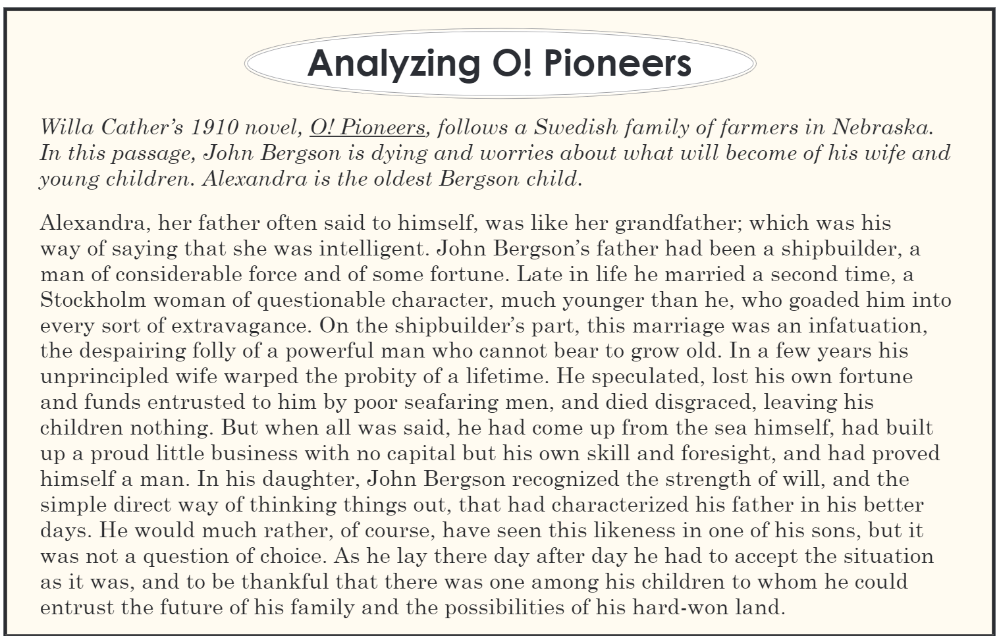 Analyzing O! Pioneers
Willa Cather's 1910 novel, O! Pioneers, follows a Swedish family of farmers in Nebraska.
In this passage, John Bergson is dying and worries about what will become of his wife and
young children. Alexandra is the oldest Bergson child.
Alexandra, her father often said to himself, was like her grandfather; which was his
way of saying that she was intelligent. John Bergson's father had been a shipbuilder, a
man of considerable force and of some fortune. Late in life he married a second time, a
Stockholm woman of questionable character, much younger than he, who goaded him into
every sort of extravagance. On the shipbuilder's part, this marriage was an infatuation,
the despairing folly of a powerful man who cannot bear to grow old. In a few years his
unprincipled wife warped the probity of a lifetime. He speculated, lost his own fortune
and funds entrusted to him by poor seafaring men, and died disgraced, leaving his
children nothing. But when all was said, he had come up from the sea himself, had built
up a proud little business with no capital but his own skill and foresight, and had proved
himself a man. In his daughter, John Bergson recognized the strength of will, and the
simple direct way of thinking things out, that had characterized his father in his better
days. He would much rather, of course, have seen this likeness in one of his sons, but it
was not a question of choice. As he lay there day after day he had to accept the situation
as it was, and to be thankful that there was one among his children to whom he could
entrust the future of his family and the possibilities of his hard-won land.